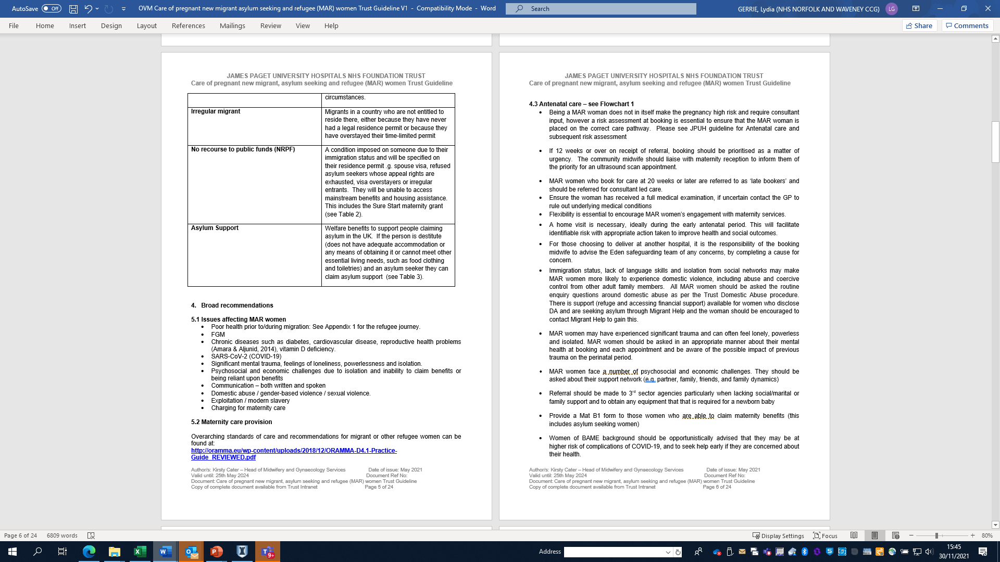 AutoSave Off
OVM Care of pregnant new migrant asylum seeking and refugee (MAR) women Trust Guideline V1 - Compatibility Mode - Word
Search
GERRIE, Lydia (NHS NORFOLK AND WAVENEY CCG) LG
File Home Insert Design Layout References Mailings Review View Help
Share Comments
JAMES PAGET UNIVERSITY HOSPITALS NHS FOUNDATION TRUST
Care of pregnant new migrant, asylum seeking and refugee (MAR) women Trust Guideline
circumstances.
Irregular migrant
Migrants in a country who are not entitled to
reside there, either because they have never
had a legal residence permit or because they
have overstayed their time-limited permit
No recourse to public funds (NRPF)
A condition imposed on someone due to their
immigration status and will be specified on
their residence permit .g. spouse visa, refused
asylum seekers whose appeal rights are
exhausted, visa overstayers or irregular
entrants. They will be unable to access
mainstream benefits and housing assistance.
This includes the Sure Start maternity grant
(see Table 2).
Asylum Support
Welfare benefits to support people claiming
asylum in the UK. If the person is destitute
(does not have adequate accommodation or
any means of obtaining it or cannot meet other
essential living needs, such as food clothing
and toiletries) and an asylum seeker they can
claim asylum support (see Table 3).
4. Broad recommendations
5.1 Issues affecting MAR women
• Poor health prior to/during migration: See Appendix 1 for the refugee journey.
• FGM
• Chronic diseases such as diabetes, cardiovascular disease, reproductive health problems
(Amara & Aljunid, 2014), vitamin D deficiency.
• SARS-CoV-2 (COVID-19)
• Significant mental trauma, feelings of loneliness, powerlessness and isolation.
• Psychosocial and economic challenges due to isolation and inability to claim benefits or
being reliant upon benefits
• Communication – both written and spoken
• Domestic abuse / gender-based violence / sexual violence.
• Exploitation / modern slavery
• Charging for maternity care
5.2 Maternity care provision
Overarching standards of care and recommendations for migrant or other refugee women can be
found at:
http://oramma.eu/wp-content/uploads/2018/12/ORAMMA-D4.1-Practice-
Guide_REVIEWED.pdf
Author/s: Kirsty Cater – Head of Midwifery and Gynaecology Services Date of issue: May 2021
Valid until: 25th May 2024 Document Ref No:
Document: Care of pregnant new migrant, asylum seeking and refugee (MAR) women Trust Guideline
Copy of complete document available from Trust Intranet Page 5 of 24
JAMES PAGET UNIVERSITY HOSPITALS NHS FOUNDATION TRUST
Care of pregnant new migrant, asylum seeking and refugee (MAR) women Trust Guideline
4.3 Antenatal care – see Flowchart 1
• Being a MAR woman does not in itself make the pregnancy high risk and require consultant
input, however a risk assessment at booking is essential to ensure that the MAR woman is
placed on the correct care pathway. Please see JPUH guideline for Antenatal care and
subsequent risk assessment
• If 12 weeks or over on receipt of referral, booking should be prioritised as a matter of
urgency. The community midwife should liaise with maternity reception to inform them of
the priority for an ultrasound scan appointment.
• MAR women who book for care at 20 weeks or later are referred to as ‘late bookers’ and
should be referred for consultant led care.
• Ensure the woman has received a full medical examination, if uncertain contact the GP to
rule out underlying medical conditions
• Flexibility is essential to encourage MAR women’s engagement with maternity services.
• A home visit is necessary, ideally during the early antenatal period. This will facilitate
identifiable risk with appropriate action taken to improve health and social outcomes.
• For those choosing to deliver at another hospital, it is the responsibility of the booking
midwife to advise the Eden safeguarding team of any concerns, by completing a cause for
concern.
• Immigration status, lack of language skills and isolation from social networks may make
MAR women more likely to experience domestic violence, including abuse and coercive
control from other adult family members. All MAR women should be asked the routine
enquiry questions around domestic abuse as per the Trust Domestic Abuse procedure.
There is support (refuge and accessing financial support) available for women who disclose
DA and are seeking asylum through Migrant Help and the woman should be encouraged to
contact Migrant Help to gain this.
• MAR women may have experienced significant trauma and can often feel lonely, powerless
and isolated. MAR women should be asked in an appropriate manner about their mental
health at booking and each appointment and be aware of the possible impact of previous
trauma on the perinatal period.
• MAR women face a number of psychosocial and economic challenges. They should be
asked about their support network (e.g. partner, family, friends, and family dynamics)
• Referral should be made to 3rd sector agencies particularly when lacking social/marital or
family support and to obtain any equipment that that is required for a newborn baby
• Provide a Mat B1 form to those women who are able to claim maternity benefits (this
includes asylum seeking women)
• Women of BAME background should be opportunistically advised that they may be at
higher risk of complications of COVID-19, and to seek help early if they are concerned about
their health.
Author/s: Kirsty Cater – Head of Midwifery and Gynaecology Services Date of issue: May 2021
Valid until: 25th May 2024 Document Ref No:
Document: Care of pregnant new migrant, asylum seeking and refugee (MAR) women Trust Guideline
Copy of complete document available from Trust Intranet Page 6 of 24
Page 6 of 24 6809 words
Display Settings Focus 80%
Address
9+
15:45
30/11/2021